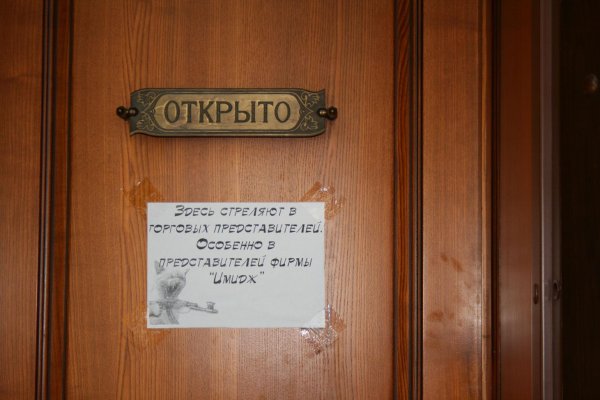 ОТКРЫТО
Здесь стреляют в
торговых представителей.
Особенно в
представителей фирмы
"Имидж"